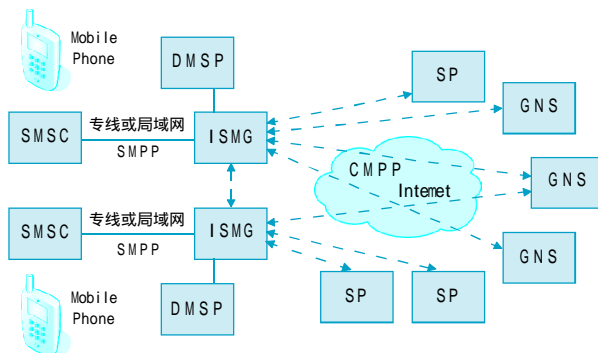 Mobile
Phone
DMSP
SP
GNS
SMSC
专线或局域网
SMPP
ISMG
CMPP
Internet
GNS
SMSC
专线或局域网
SMPP
ISMG
GNS
Mobile
Phone
DMSP
SP
SP